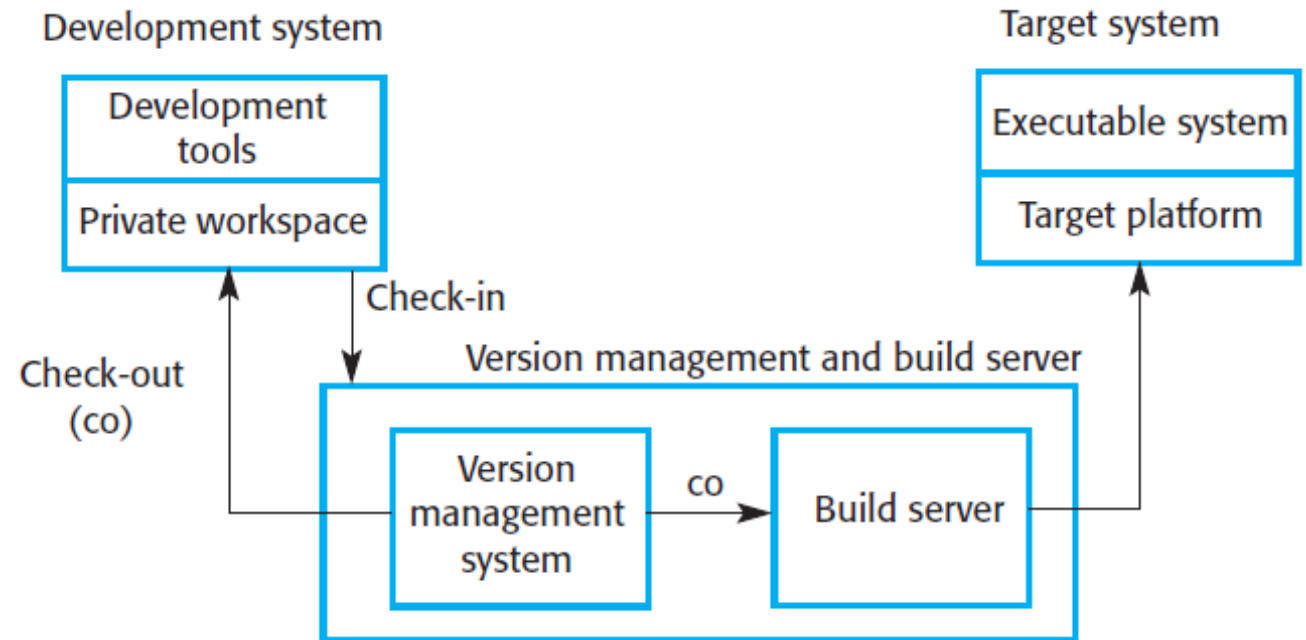 Development system
Target system
Development
tools
Private workspace
Executable system
Target platform
Check-in
Check-out
(co)
Version management and build server
Version
management
system
co
Build server